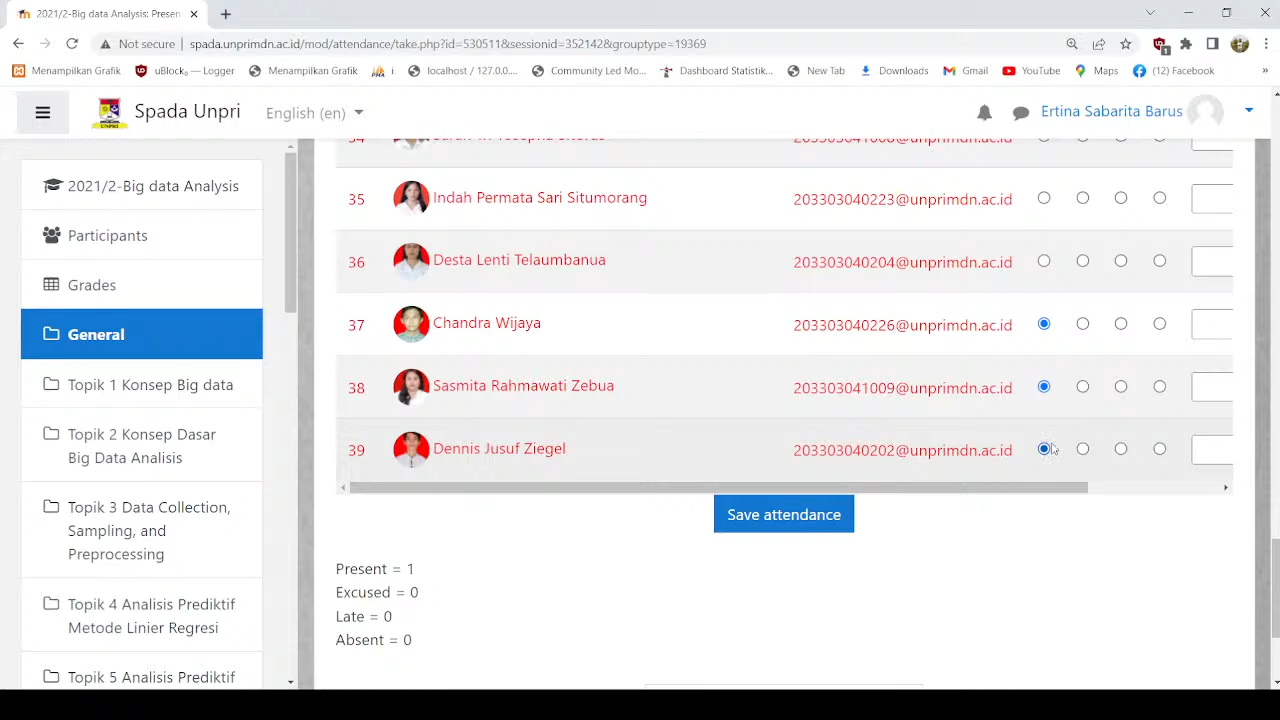 2021/2-Big data Analysis: Presen
Not secure
spada.unprimdn.ac.id/mod/attendance/take.php?id=530511&sessionid=352142&grouptype=19369
Menampilkan Grafik
uBlock₀ — Logger
Menampilkan Grafik
i
localhost / 127.0.0....
Community Led Mo...
Dashboard Statistik...
New Tab
Downloads
Gmail
YouTube
Maps
(12) Facebook
»
Spada Unpri
English (en)
Ertina Sabarita Barus
2021/2-Big data Analysis
Participants
Grades
General
Topik 1 Konsep Big data
Topik 2 Konsep Dasar
Big Data Analisis
Topik 3 Data Collection,
Sampling, and
Preprocessing
Topik 4 Analisis Prediktif
Metode Linier Regresi
Topik 5 Analisis Prediktif
35 Indah Permata Sari Situmorang 203303040223@unprimdn.ac.id
36 Desta Lenti Telaumbanua 203303040204@unprimdn.ac.id
37 Chandra Wijaya 203303040226@unprimdn.ac.id
38 Sasmita Rahmawati Zebua 203303041009@unprimdn.ac.id
39 Dennis Jusuf Ziegel 203303040202@unprimdn.ac.id
Save attendance
Present = 1
Excused = 0
Late = 0
Absent = 0